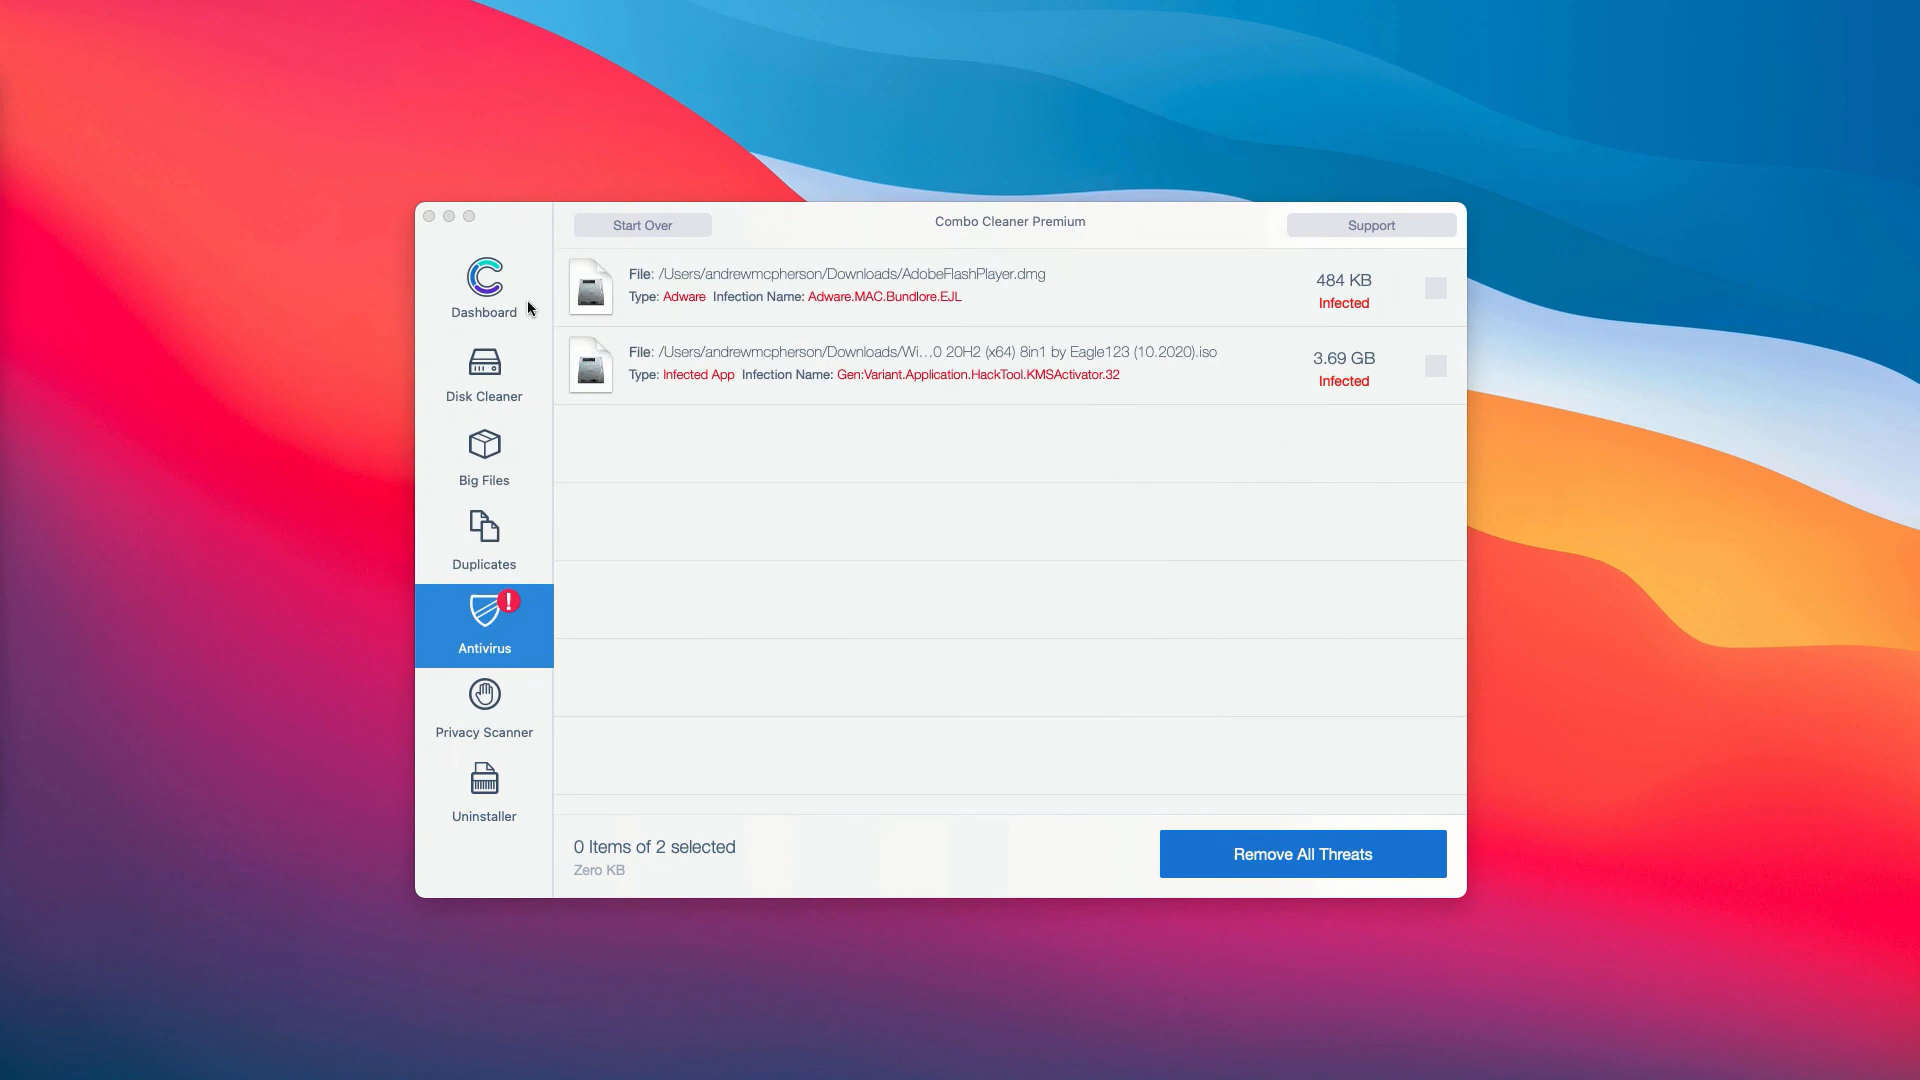 Start Over
Combo Cleaner Premium
Support
Dashboard
Disk Cleaner
Big Files
Duplicates
!
Antivirus
Privacy Scanner
Uninstaller
File: /Users/andrewmcpherson/Downloads/AdobeFlashPlayer.dmg
Type: Adware Infection Name: Adware.MAC.Bundlore.EJL
484 KB
Infected
File: /Users/andrewmcpherson/Downloads/Wi...0 20H2 (x64) 8in1 by Eagle123 (10.2020).iso
Type: Infected App Infection Name: Gen:Variant.Application.HackTool.KMSActivator.32
3.69 GB
Infected
0 Items of 2 selected
Zero KB
Remove All Threats